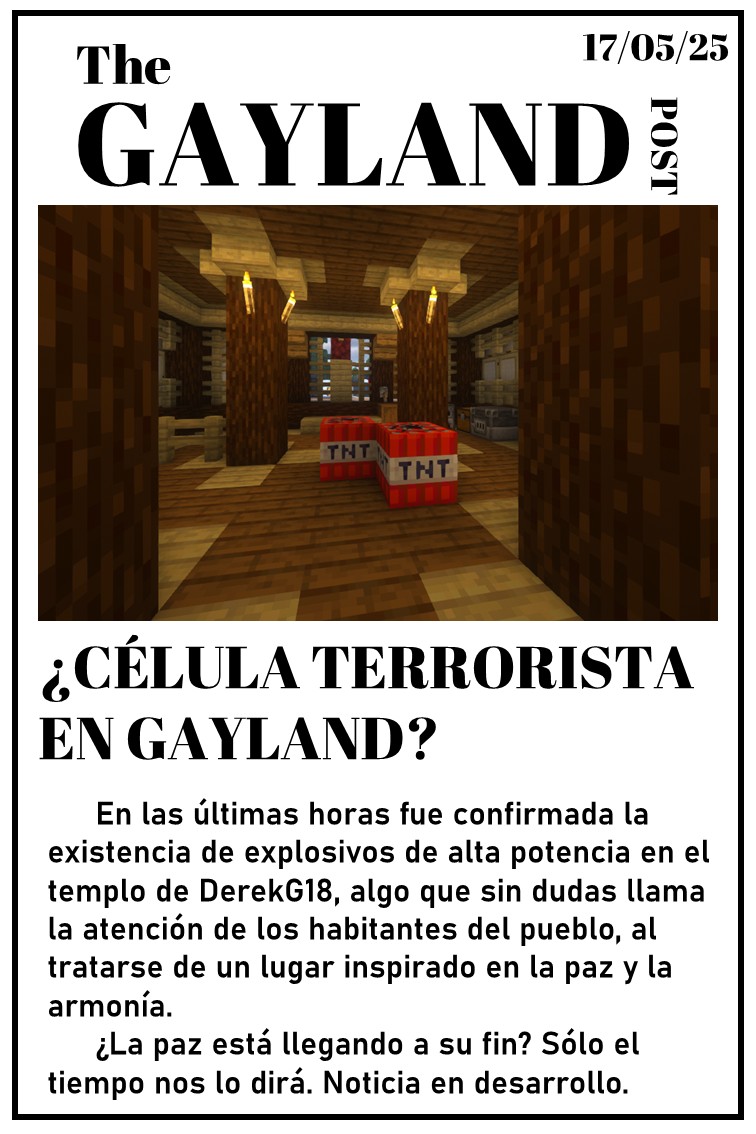 17/05/25
The
GAYLAND
POST
TNT
TNT
¿CÉLULA TERRORISTA
EN GAYLAND?
En las últimas horas fue confirmada la
existencia de explosivos de alta potencia en el
templo de DerekG18, algo que sin dudas llama
la atención de los habitantes del pueblo, al
tratarse de un lugar inspirado en la paz y la
armonía.
¿La paz está llegando a su fin? Sólo el
tiempo nos lo dirá. Noticia en desarrollo.